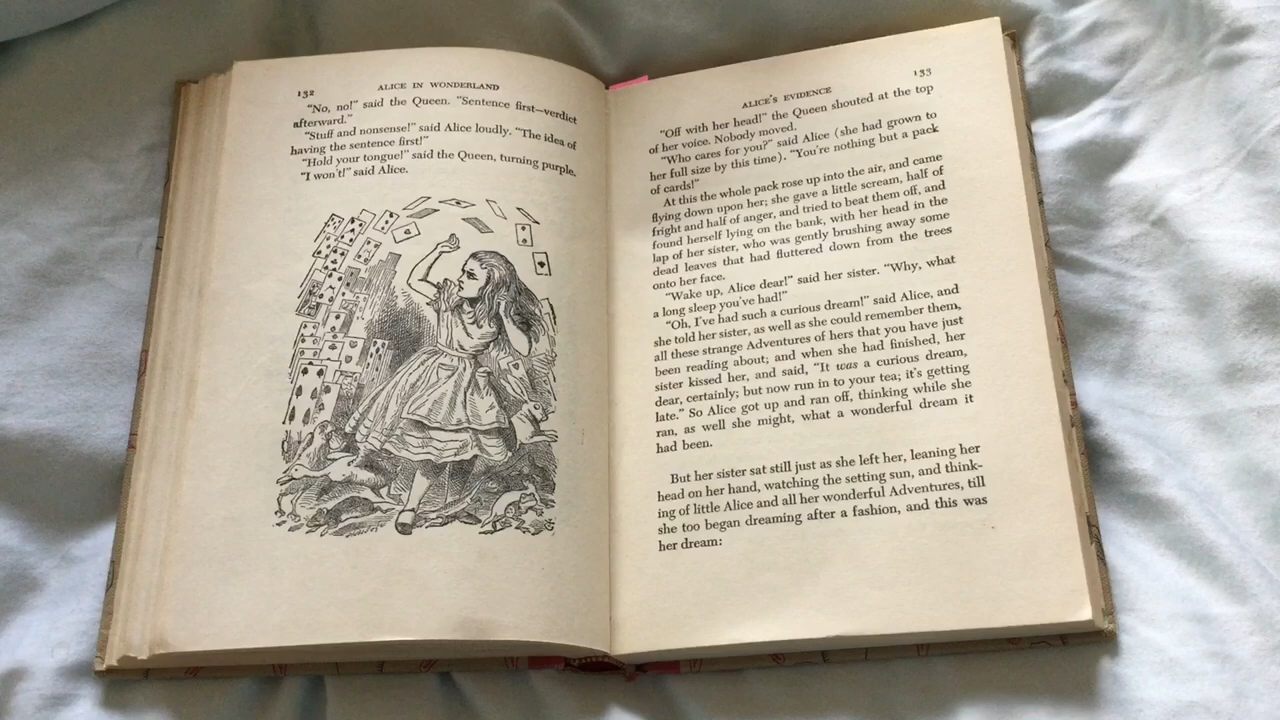 132
ALICE IN WONDERLAND
"No, no!" said the Queen. "Sentence first—verdict
afterward."
"Stuff and nonsense!" said Alice loudly. "The idea of
having the sentence first!"
"Hold your tongue!" said the Queen, turning purple.
"I won't!" said Alice.
ALICE'S EVIDENCE
133
"Off with her head!" the Queen shouted at the top
of her voice. Nobody moved.
"Who cares for you?" said Alice (she had grown to
her full size by this time). "You're nothing but a pack
of cards!"
At this the whole pack rose up into the air, and came
flying down upon her; she gave a little scream, half of
fright and half of anger, and tried to beat them off, and
found herself lying on the bank, with her head in the
lap of her sister, who was gently brushing away some
dead leaves that had fluttered down from the trees
onto her face.
"Wake up, Alice dear!" said her sister. "Why, what
a long sleep you've had!"
"Oh, I've had such a curious dream!" said Alice, and
she told her sister, as well as she could remember them,
all these strange Adventures of hers that you have just
been reading about; and when she had finished, her
sister kissed her, and said, "It was a curious dream,
dear, certainly; but now run in to your tea; it's getting
late." So Alice got up and ran off, thinking while she
ran, as well she might, what a wonderful dream it
had been.
But her sister sat still just as she left her, leaning her
head on her hand, watching the setting sun, and think-
ing of little Alice and all her wonderful Adventures, till
she too began dreaming after a fashion, and this was
her dream: